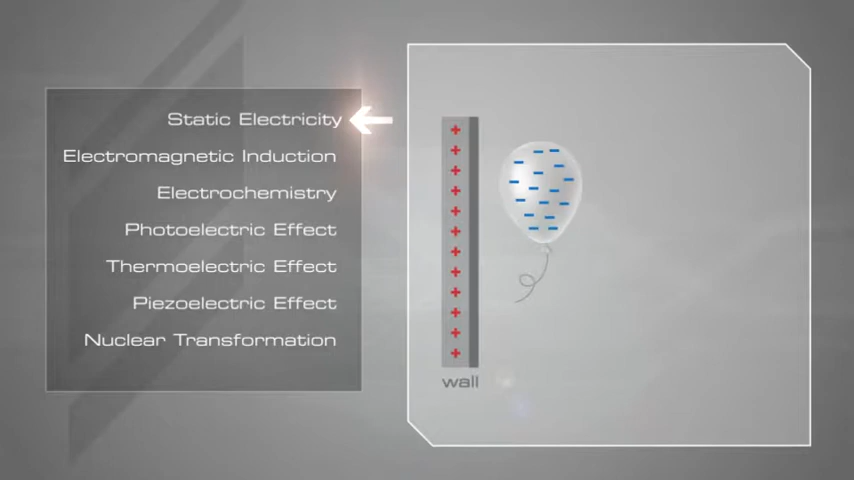 Static Electricity
Electromagnetic Induction
Electrochemistry
Photoelectric Effect
Thermoelectric Effect
Piezoelectric Effect
Nuclear Transformation
wall